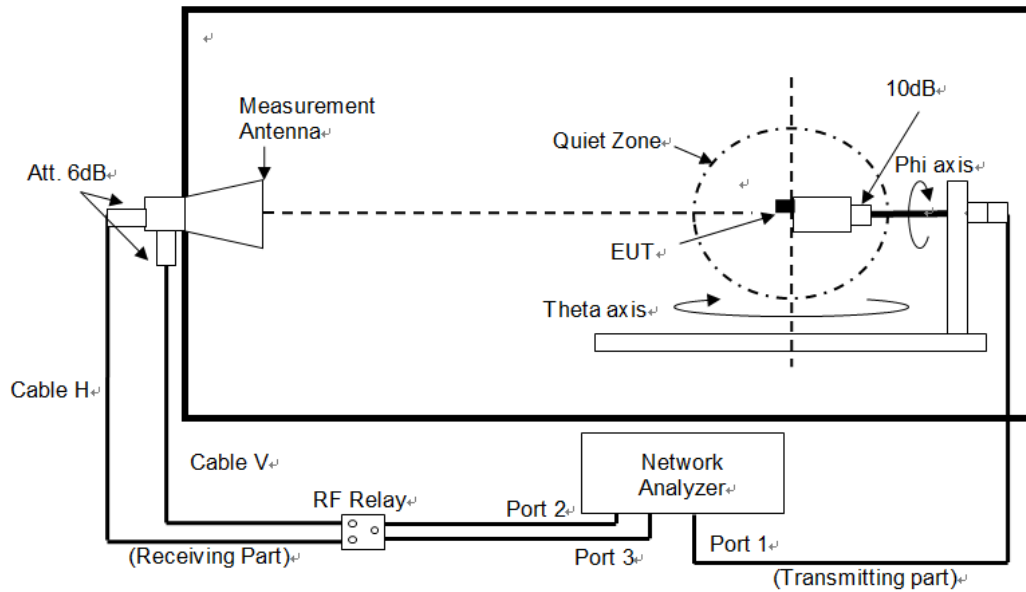 Measurement
Antenna
10dB
Quiet Zone
Phi axis
Att. 6dB
EUT
Theta axis
Cable H
Cable V
Network
Analyzer
RF Relay
Port 2
Port 3
Port 1
(Receiving Part)
(Transmitting part)